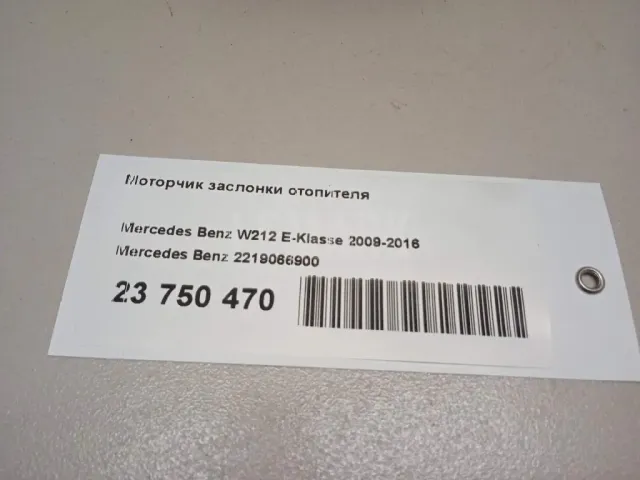 Моторчик заслонки отопителя
Mercedes Benz W212 E-Klasse 2009-2016
Mercedes Benz 2219066900
23 750 470